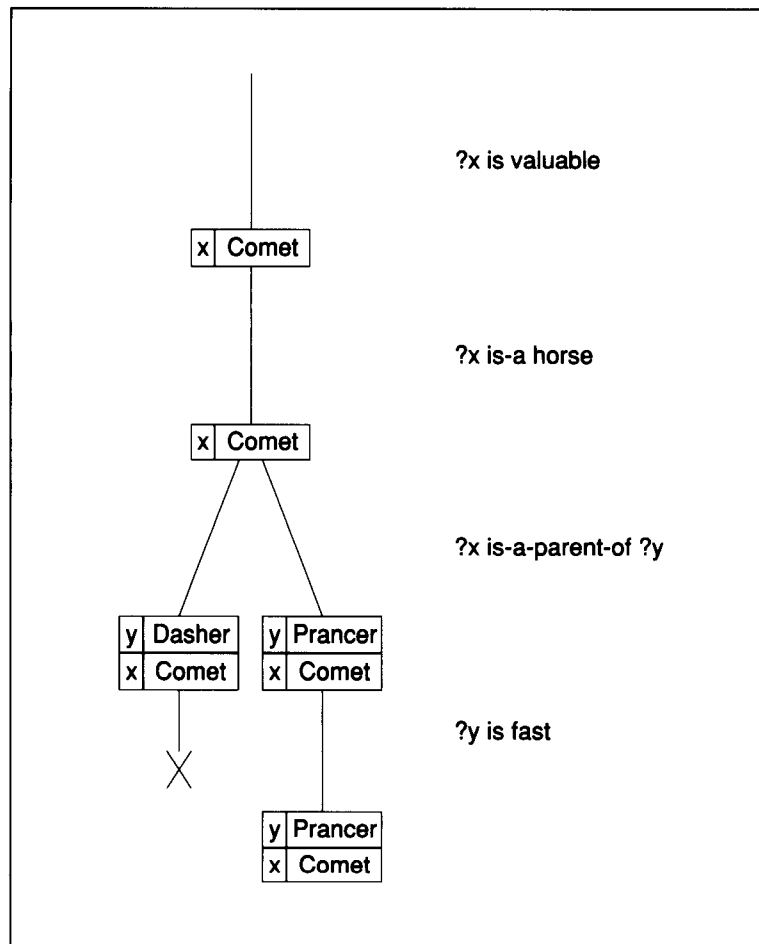 ?x is valuable
x Comet
?x is-a horse
x Comet
?x is-a-parent-of ?y
y Dasher y Prancer
x Comet x Comet
?y is fast
y Prancer
x Comet